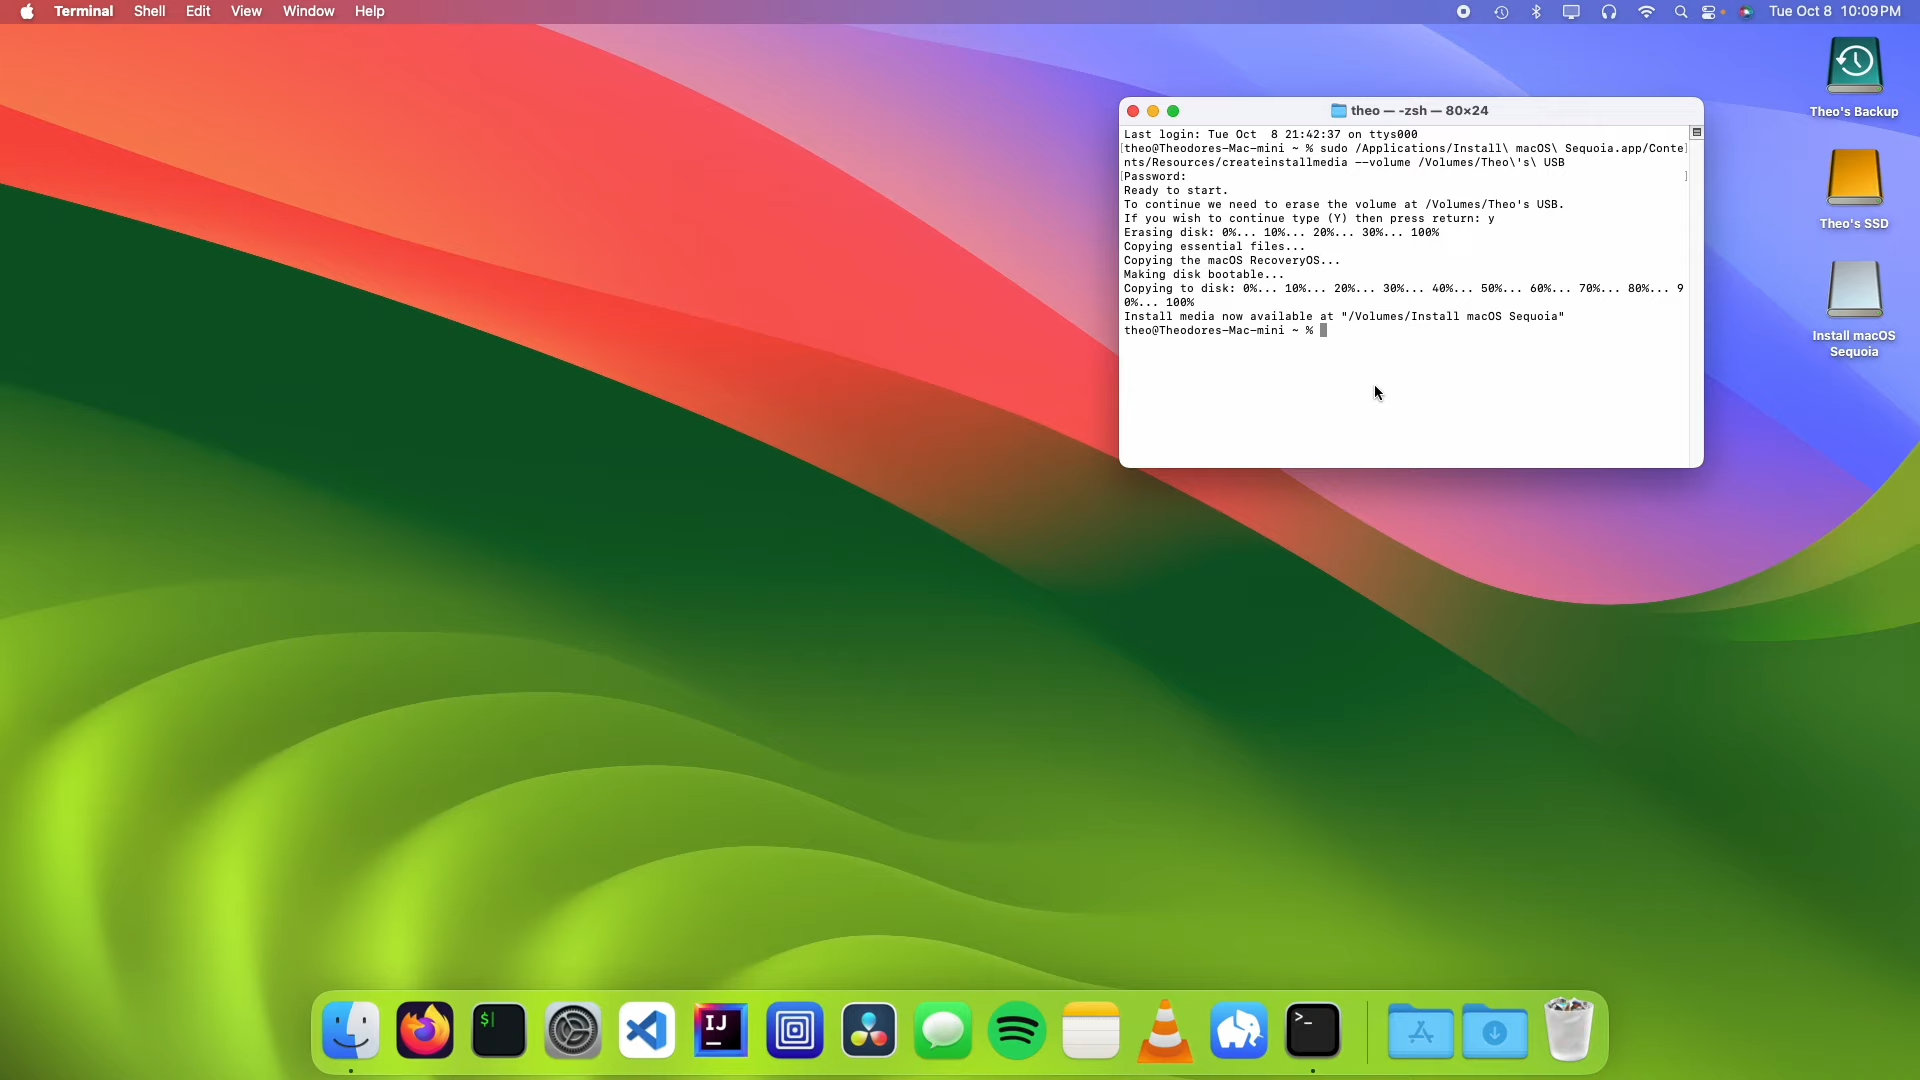 Terminal Shell Edit View Window Help Tue Oct 8 10:09 PM
Theo's Backup
Theo's SSD
Install macOS
Sequoia
theo — -zsh — 80×24
Last login: Tue Oct  8 21:42:37 on ttys000
[theo@Theodores-Mac-mini ~ % sudo /Applications/Install\ macOS\ Sequoia.app/Conte]
nts/Resources/createinstallmedia --volume /Volumes/Theo\'s\ USB
[Password: ]
Ready to start.
To continue we need to erase the volume at /Volumes/Theo's USB.
If you wish to continue type (Y) then press return: y
Erasing disk: 0%... 10%... 20%... 30%... 100%
Copying essential files...
Copying the macOS RecoveryOS...
Making disk bootable...
Copying to disk: 0%... 10%... 20%... 30%... 40%... 50%... 60%... 70%... 80%... 9
0%... 100%
Install media now available at "/Volumes/Install macOS Sequoia"
theo@Theodores-Mac-mini ~ %
$
IJ
>_